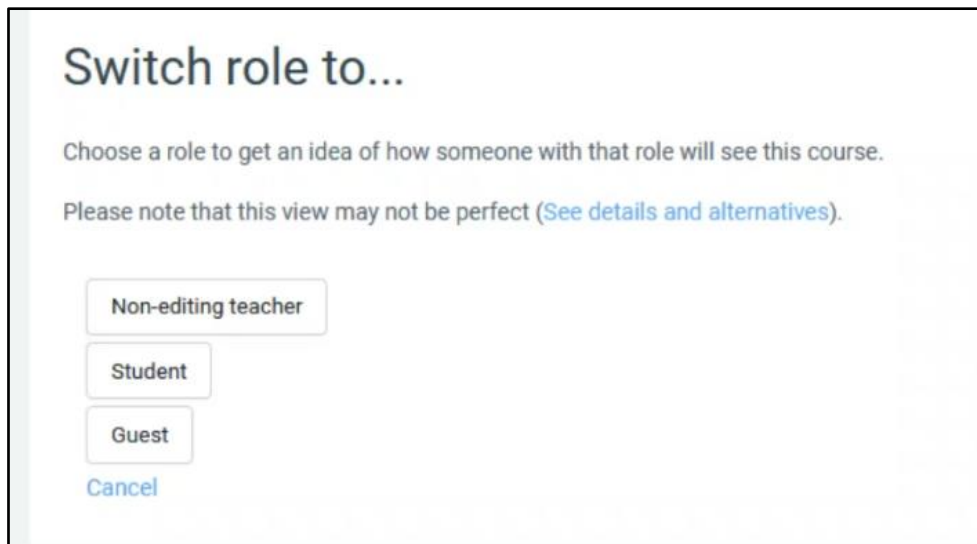 Switch role to...
Choose a role to get an idea of how someone with that role will see this course.
Please note that this view may not be perfect (See details and alternatives).
Non-editing teacher
Student
Guest
Cancel